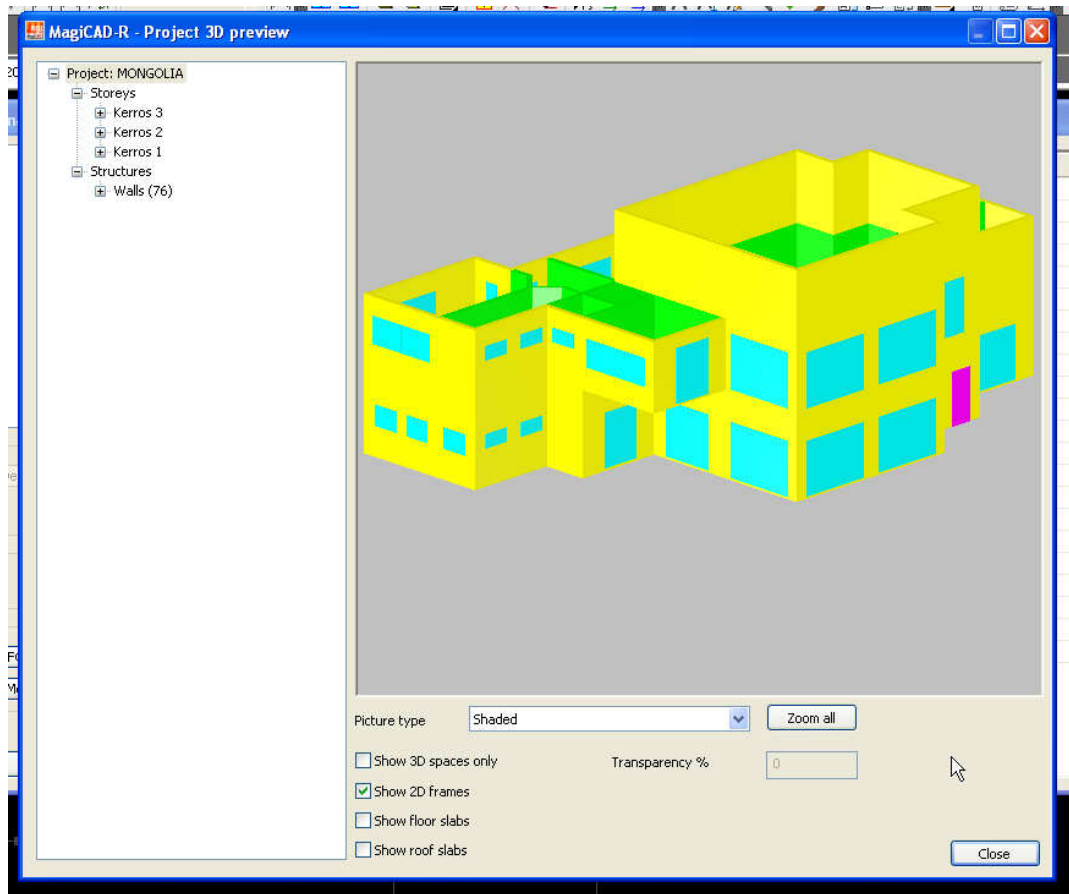 MagiCAD-R - Project 3D preview
Project: MONGOLIA
Storeys
Kerros 3
Kerros 2
Kerros 1
Structures
Walls (76)
Picture type
Shaded
Zoom all
Show 3D spaces only
Transparency %
0
Show 2D frames
Show floor slabs
Show roof slabs
Close